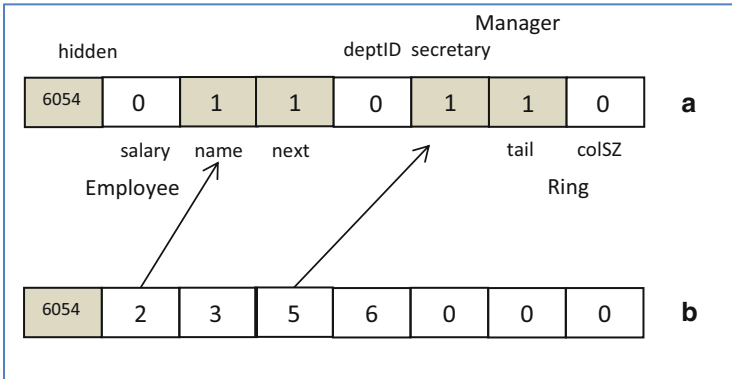 Manager
hidden deptID secretary
6054 0 1 1 0 1 1 0 a
salary name next tail colSZ
Employee Ring
6054 2 3 5 6 0 0 0 b